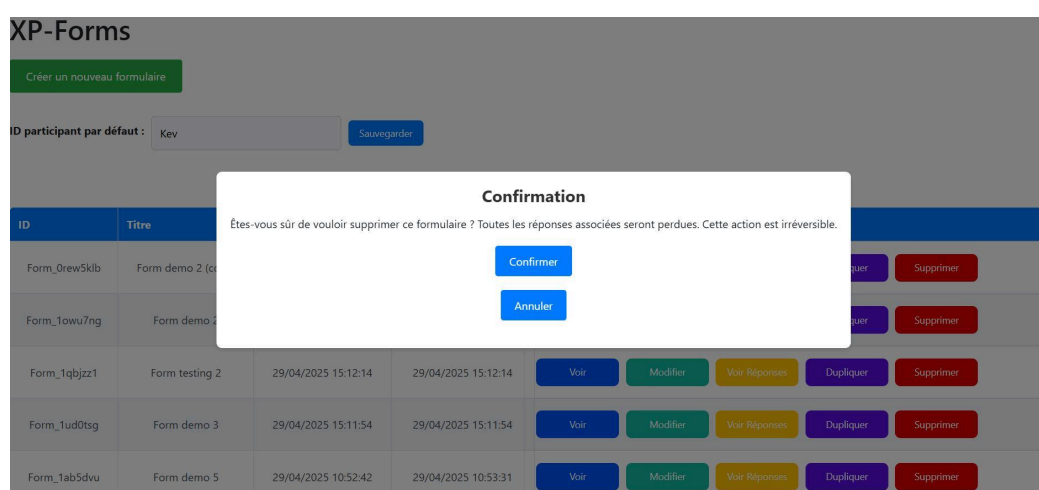 XP-Forms
Créer un nouveau formulaire
ID participant par défaut : Kev Sauvegarder
Confirmation
Êtes-vous sûr de vouloir supprimer ce formulaire ? Toutes les réponses associées seront perdues. Cette action est irréversible.
Confirmer
Annuler
ID Titre
Form_0rew5klb Form demo 2 Supprimer
Form_1owu7ng Form demo Supprimer
Form_1qbjzz1 Form testing 2 29/04/2025 15:12:14 29/04/2025 15:12:14 Voir Modifier Voir Réponses Dupliquer Supprimer
Form_1ud0tsg Form demo 3 29/04/2025 15:11:54 29/04/2025 15:11:54 Voir Modifier Voir Réponses Dupliquer Supprimer
Form_1ab5dvu Form demo 5 29/04/2025 10:52:42 29/04/2025 10:53:31 Voir Modifier Voir Réponses Dupliquer Supprimer